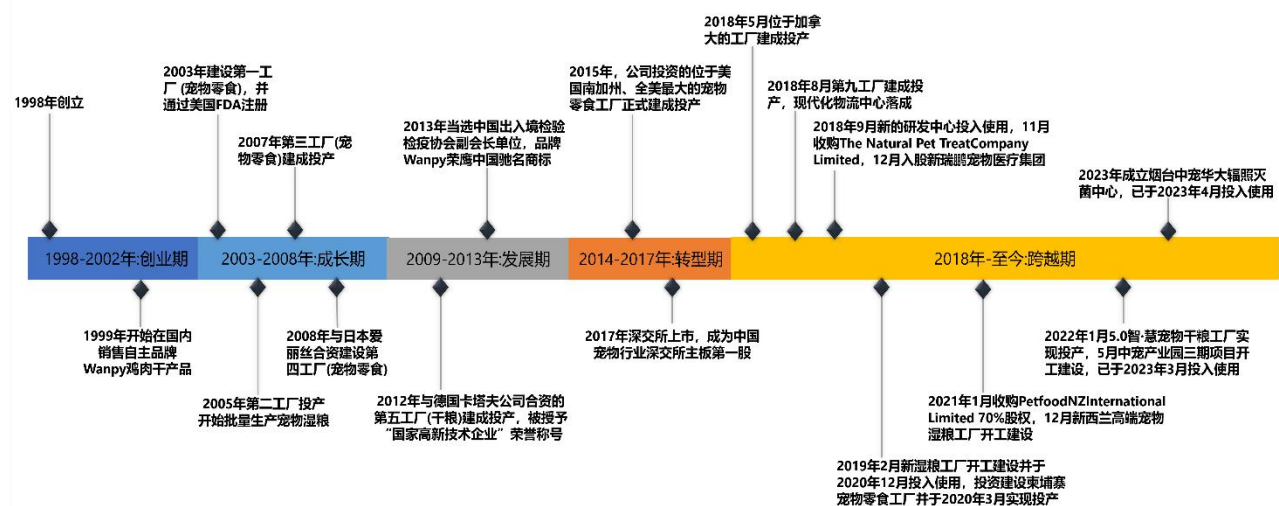 1998年创立
2003年建设第一工
厂 (宠物零食)，并
通过美国FDA注册
2007年第三工厂(宠
物零食)建成投产
2013年当选中国出入境检验
检疫协会副会长单位，品牌
Wanpy荣膺中国驰名商标
2015年，公司投资的位于美
国南加州、全美最大的宠物
零食工厂正式建成投产
2018年5月位于加拿
大的工厂建成投产
2018年8月第九工厂建成投
产，现代化物流中心落成
2018年9月新的研发中心投入使用，11月
收购The Natural Pet TreatCompany
Limited，12月入股新瑞鹏宠物医疗集团
2023年成立烟台中宠华大辐照灭
菌中心，已于2023年4月投入使用
1998-2002年:创业期
2003-2008年:成长期
2009-2013年:发展期
2014-2017年:转型期
2018年-至今:跨越期
1999年开始在国内
销售自主品牌
Wanpy鸡肉干产品
2005年第二工厂投产
开始批量生产宠物湿粮
2008年与日本爱
丽丝合资建设第
四工厂(宠物零食)
2012年与德国卡塔夫公司合资的
第五工厂(干粮)建成投产，被授予
“国家高新技术企业”荣誉称号
2017年深交所上市，成为中国
宠物行业深交所主板第一股
2019年2月新湿粮工厂开工建设并于
2020年12月投入使用，投资建设柬埔寨
宠物零食工厂并于2020年3月实现投产
2021年1月收购PetfoodNZInternational
Limited 70%股权，12月新西兰高端宠物
湿粮工厂开工建设
2022年1月5.0智·慧宠物干粮工厂实
现投产，5月中宠产业园三期项目开
工建设，已于2023年3月投入使用